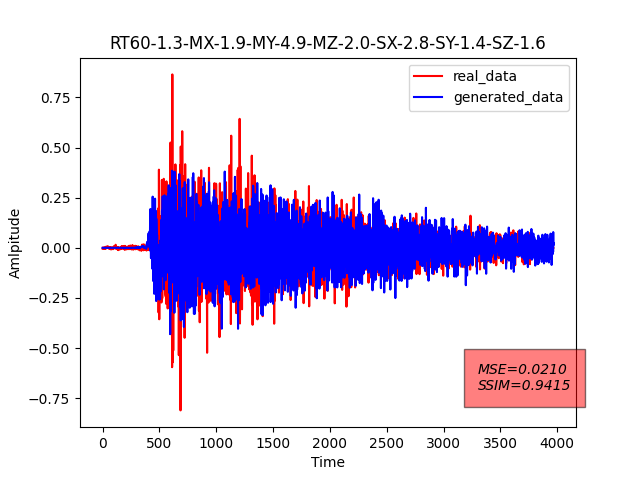 RT60-1.3-MX-1.9-MY-4.9-MZ-2.0-SX-2.8-SY-1.4-SZ-1.6
real_data
generated_data
0.75
0.50
0.25
0.00
−0.25
−0.50
−0.75
Amlpitude
MSE=0.0210
SSIM=0.9415
0 500 1000 1500 2000 2500 3000 3500 4000
Time